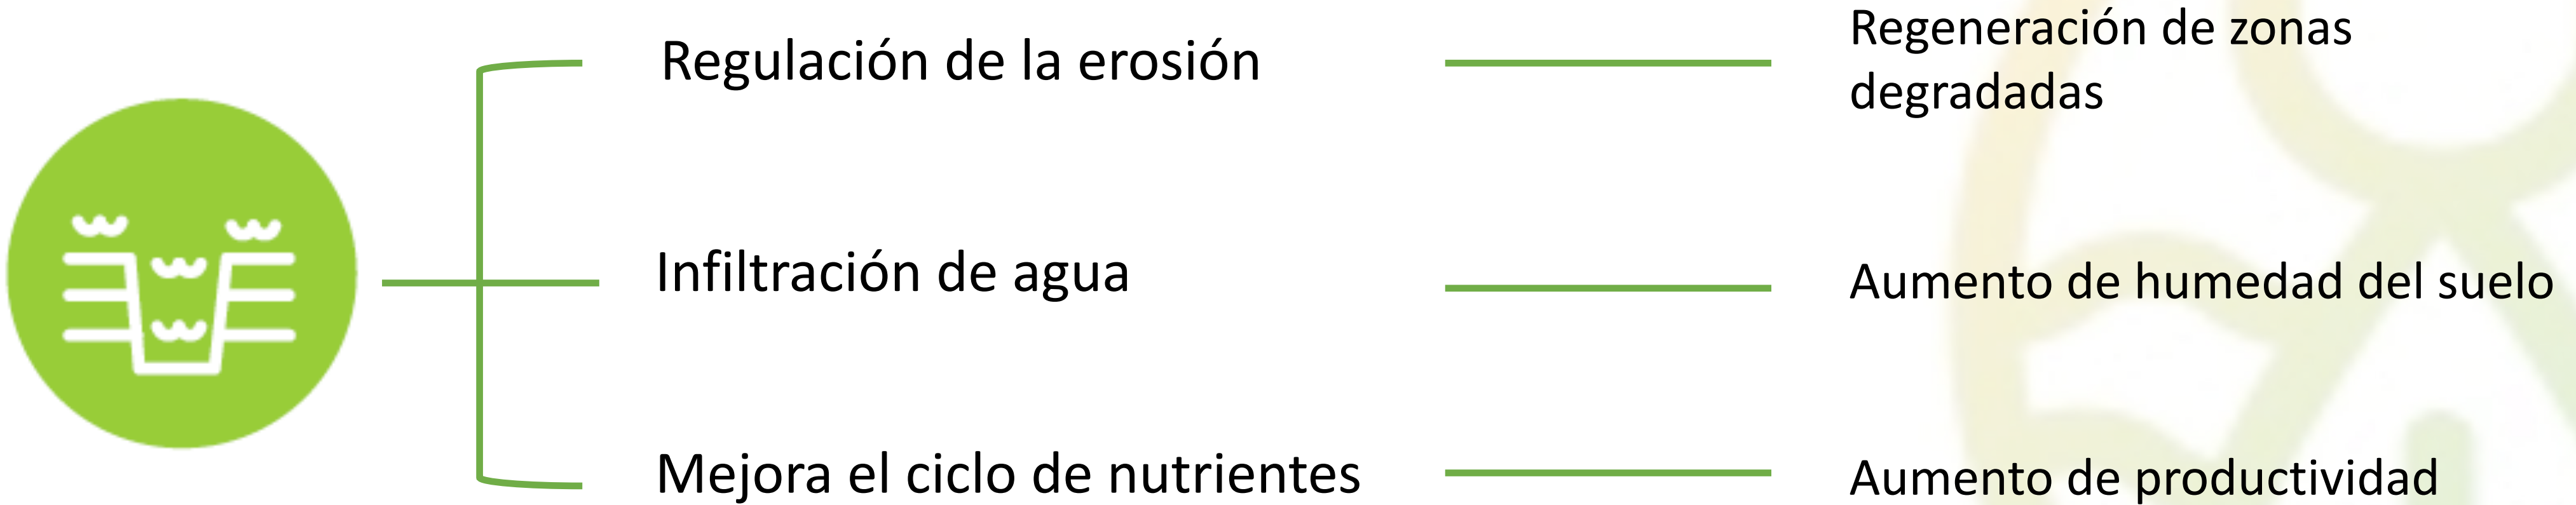 Regulación de la erosión
Regeneración de zonas
degradadas
Infiltración de agua
Aumento de humedad del suelo
Mejora el ciclo de nutrientes
Aumento de productividad